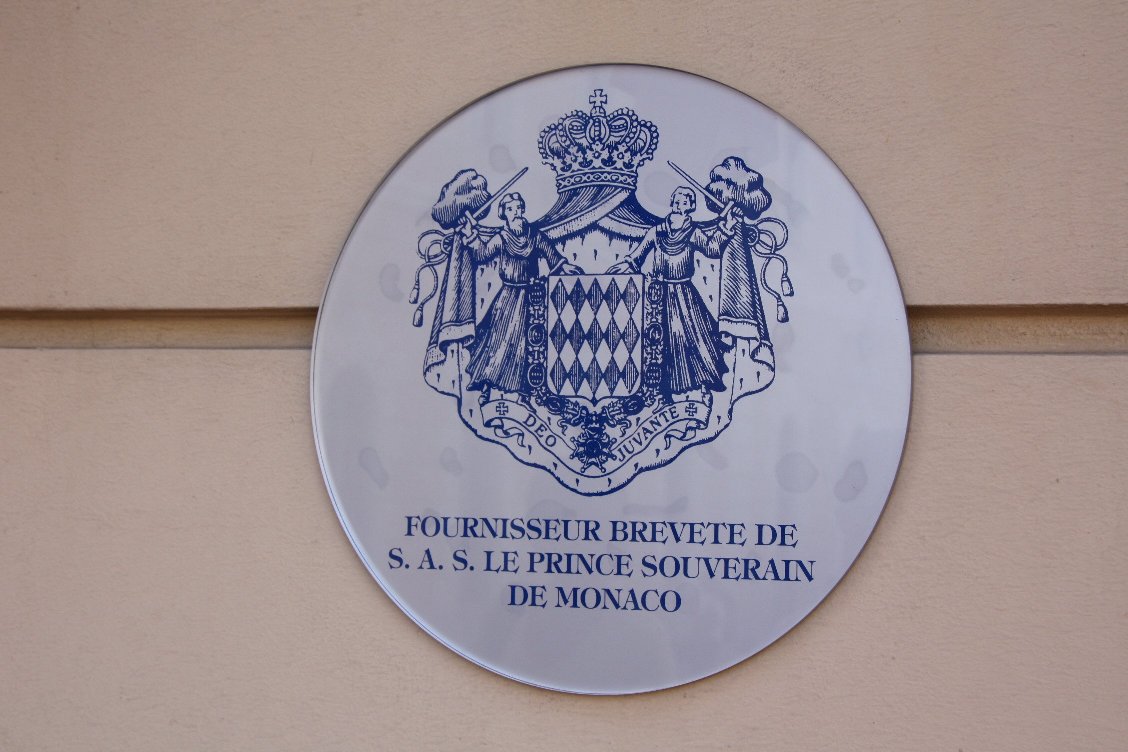 DEO JUVANTE
FOURNISSEUR BREVETE DE
S. A. S. LE PRINCE SOUVERAIN
DE MONACO